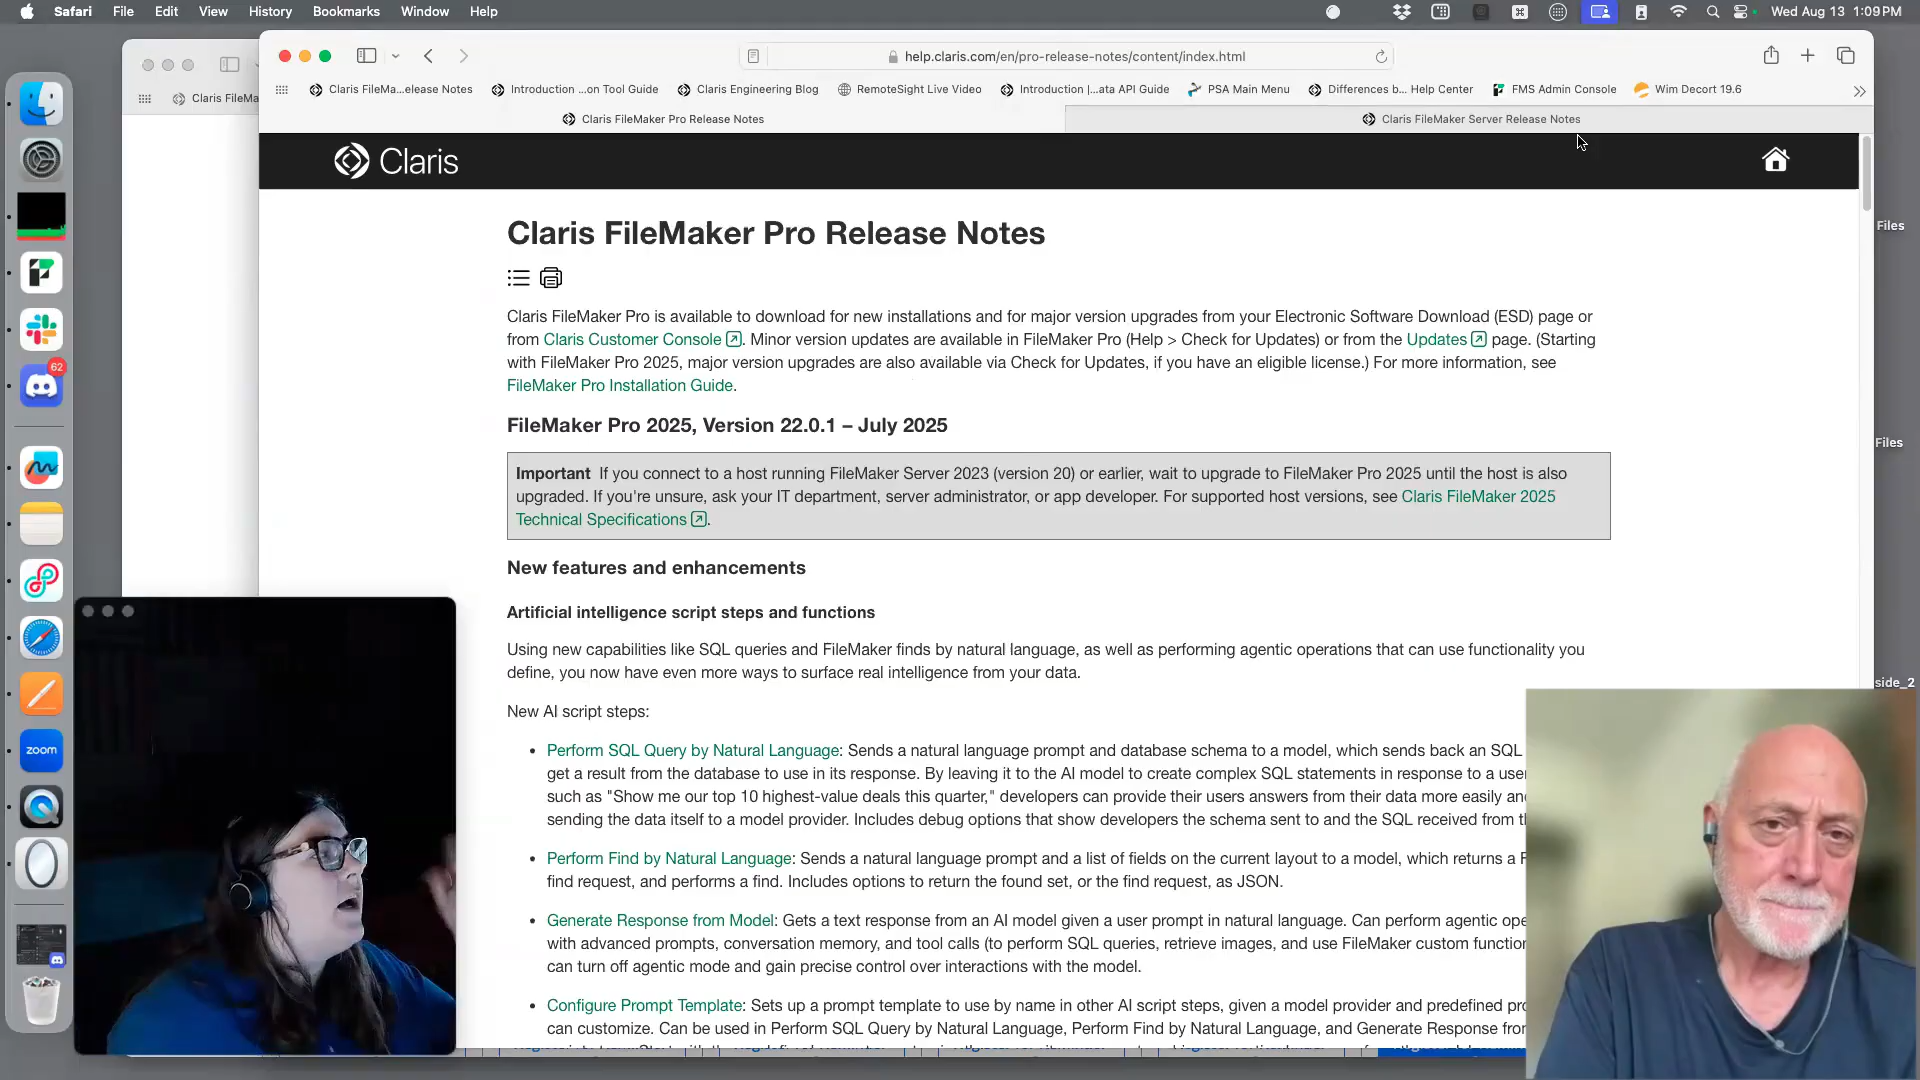 Safari File Edit View History Bookmarks Window Help
Wed Aug 13 1:09 PM
help.claris.com/en/pro-release-notes/content/index.html
Claris FileMa
Claris FileMa...elease Notes
Introduction ...on Tool Guide
Claris Engineering Blog
RemoteSight Live Video
Introduction |...ata API Guide
PSA Main Menu
Differences b... Help Center
FMS Admin Console
Wim Decort 19.6
Claris FileMaker Pro Release Notes
Claris FileMaker Server Release Notes
Claris
Files
Files
side_2
62
zoom
Claris FileMaker Pro Release Notes
Claris FileMaker Pro is available to download for new installations and for major version upgrades from your Electronic Software Download (ESD) page or
from Claris Customer Console. Minor version updates are available in FileMaker Pro (Help > Check for Updates) or from the Updates page. (Starting
with FileMaker Pro 2025, major version upgrades are also available via Check for Updates, if you have an eligible license.) For more information, see
FileMaker Pro Installation Guide.
FileMaker Pro 2025, Version 22.0.1 – July 2025
Important If you connect to a host running FileMaker Server 2023 (version 20) or earlier, wait to upgrade to FileMaker Pro 2025 until the host is also
upgraded. If you're unsure, ask your IT department, server administrator, or app developer. For supported host versions, see Claris FileMaker 2025
Technical Specifications.
New features and enhancements
Artificial intelligence script steps and functions
Using new capabilities like SQL queries and FileMaker finds by natural language, as well as performing agentic operations that can use functionality you
define, you now have even more ways to surface real intelligence from your data.
New AI script steps:
• Perform SQL Query by Natural Language: Sends a natural language prompt and database schema to a model, which sends back an SQL
get a result from the database to use in its response. By leaving it to the AI model to create complex SQL statements in response to a user
such as "Show me our top 10 highest-value deals this quarter," developers can provide their users answers from their data more easily an
sending the data itself to a model provider. Includes debug options that show developers the schema sent to and the SQL received from t
• Perform Find by Natural Language: Sends a natural language prompt and a list of fields on the current layout to a model, which returns a F
find request, and performs a find. Includes options to return the found set, or the find request, as JSON.
• Generate Response from Model: Gets a text response from an AI model given a user prompt in natural language. Can perform agentic ope
with advanced prompts, conversation memory, and tool calls (to perform SQL queries, retrieve images, and use FileMaker custom function
can turn off agentic mode and gain precise control over interactions with the model.
• Configure Prompt Template: Sets up a prompt template to use by name in other AI script steps, given a model provider and predefined pro
can customize. Can be used in Perform SQL Query by Natural Language, Perform Find by Natural Language, and Generate Response from